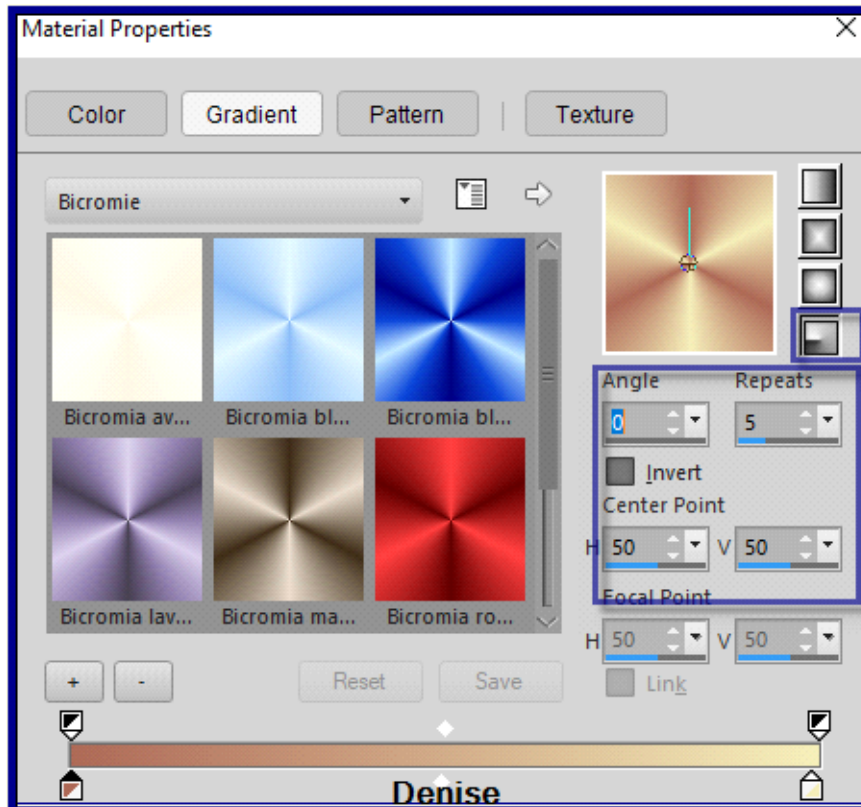 Material Properties
Color Gradient Pattern Texture
Bicromie
Bicromia av... Bicromia bl... Bicromia bl...
Bicromia lav... Bicromia ma... Bicromia ro...
Angle Repeats
0 5
Invert
Center Point
H 50 V 50
Focal Point
H 50 V 50
Link
+ - Reset Save
Denise